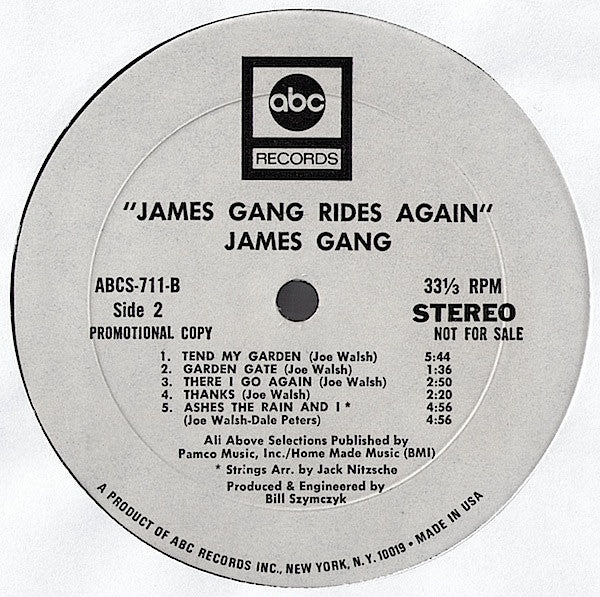 abc
RECORDS
"JAMES GANG RIDES AGAIN"
JAMES GANG
ABCS-711-B
Side 2
PROMOTIONAL COPY
33⅓ RPM
STEREO
NOT FOR SALE
1. TEND MY GARDEN (Joe Walsh) 5:44
2. GARDEN GATE (Joe Walsh) 1:36
3. THERE I GO AGAIN (Joe Walsh) 2:50
4. THANKS (Joe Walsh) 2:20
5. ASHES THE RAIN AND I * 4:56
(Joe Walsh-Dale Peters) 4:56
All Above Selections Published by
Pamco Music, Inc./Home Made Music (BMI)
* Strings Arr. by Jack Nitzsche
Produced & Engineered by
Bill Szymczyk
A PRODUCT OF ABC RECORDS INC., NEW YORK, N.Y. 10019 • MADE IN USA